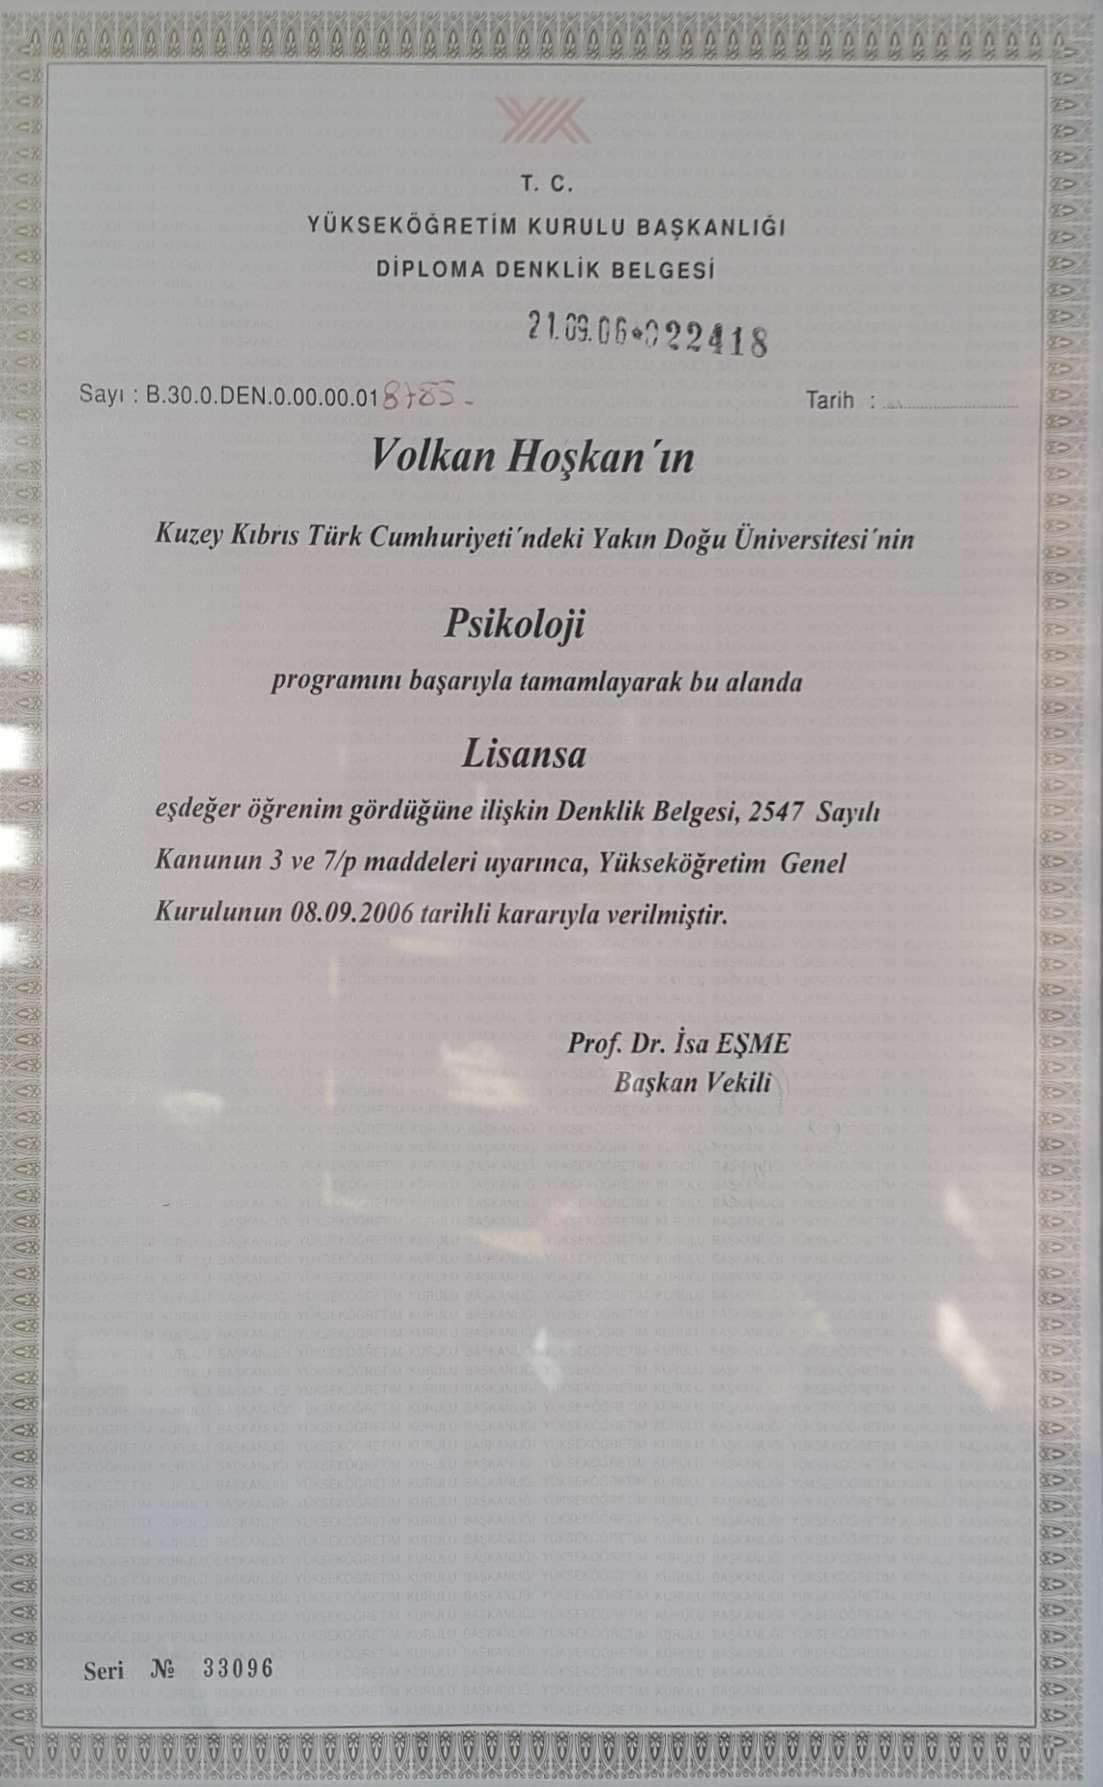 T. C.
YÜKSEKÖĞRETİM KURULU BAŞKANLIĞI
DİPLOMA DENKLİK BELGESİ
21.09.06*022418
Sayı : B.30.0.DEN.0.00.00.01 8785-
Tarih :
Volkan Hoşkan´ın
Kuzey Kıbrıs Türk Cumhuriyeti´ndeki Yakın Doğu Üniversitesi´nin
Psikoloji
programını başarıyla tamamlayarak bu alanda
Lisansa
eşdeğer öğrenim gördüğüne ilişkin Denklik Belgesi, 2547 Sayılı
Kanunun 3 ve 7/p maddeleri uyarınca, Yükseköğretim Genel
Kurulunun 08.09.2006 tarihli kararıyla verilmiştir.
Prof. Dr. İsa EŞME
Başkan Vekili
Seri № 33096